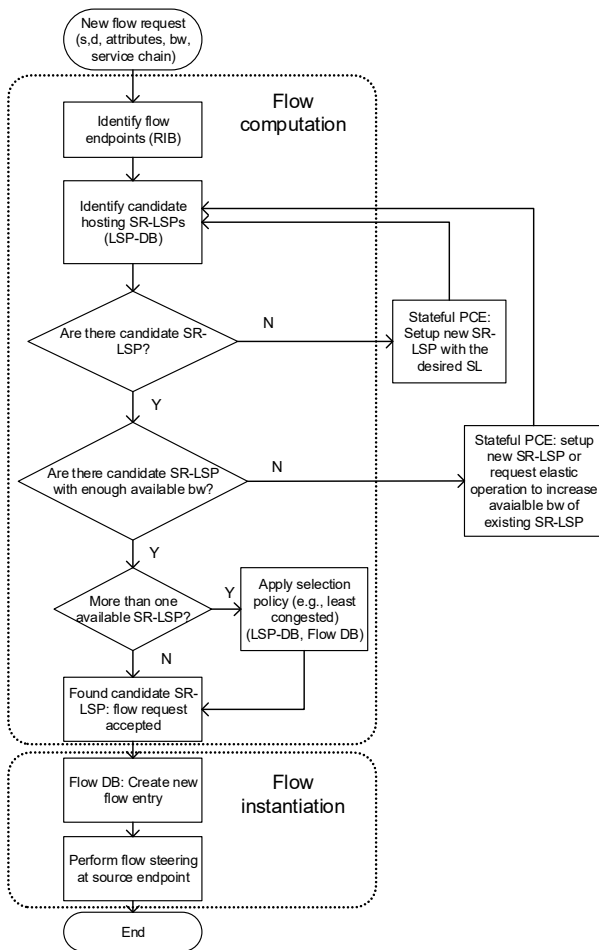 New flow request
(s,d, attributes, bw,
service chain)
Flow
computation
Identify flow
endpoints (RIB)
Identify candidate
hosting SR-LSPs
(LSP-DB)
Are there candidate SR-
LSP?
N
Stateful PCE:
Setup new SR-
LSP with the
desired SL
Y
Are there candidate SR-LSP
with enough available bw?
N
Stateful PCE: setup
new SR-LSP or
request elastic
operation to increase
avaialble bw of
existing SR-LSP
Y
More than one
available SR-LSP?
Y
Apply selection
policy (e.g., least
congested)
(LSP-DB, Flow DB)
N
Found candidate SR-
LSP: flow request
accepted
Flow DB: Create new
flow entry
Flow
instantiation
Perform flow steering
at source endpoint
End